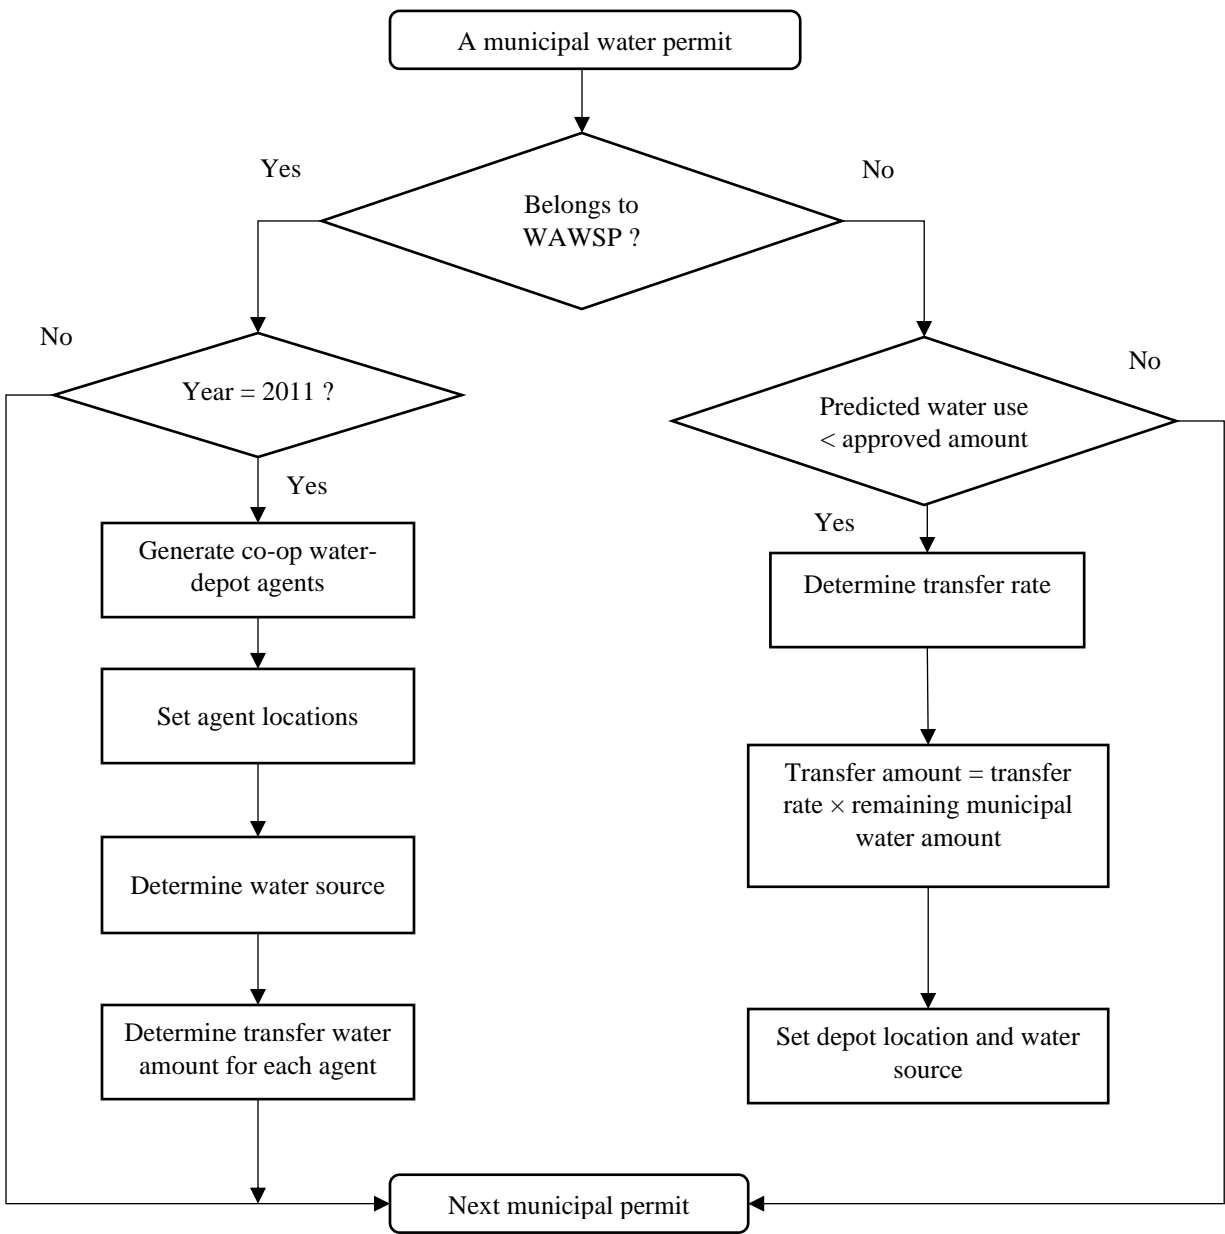 A municipal water permit
Yes
No
Belongs to
WAWSP ?
No
Year = 2011 ?
No
Predicted water use
< approved amount
Yes
Yes
Generate co-op water-
depot agents
Determine transfer rate
Set agent locations
Transfer amount = transfer
rate × remaining municipal
water amount
Determine water source
Determine transfer water
amount for each agent
Set depot location and water
source
Next municipal permit